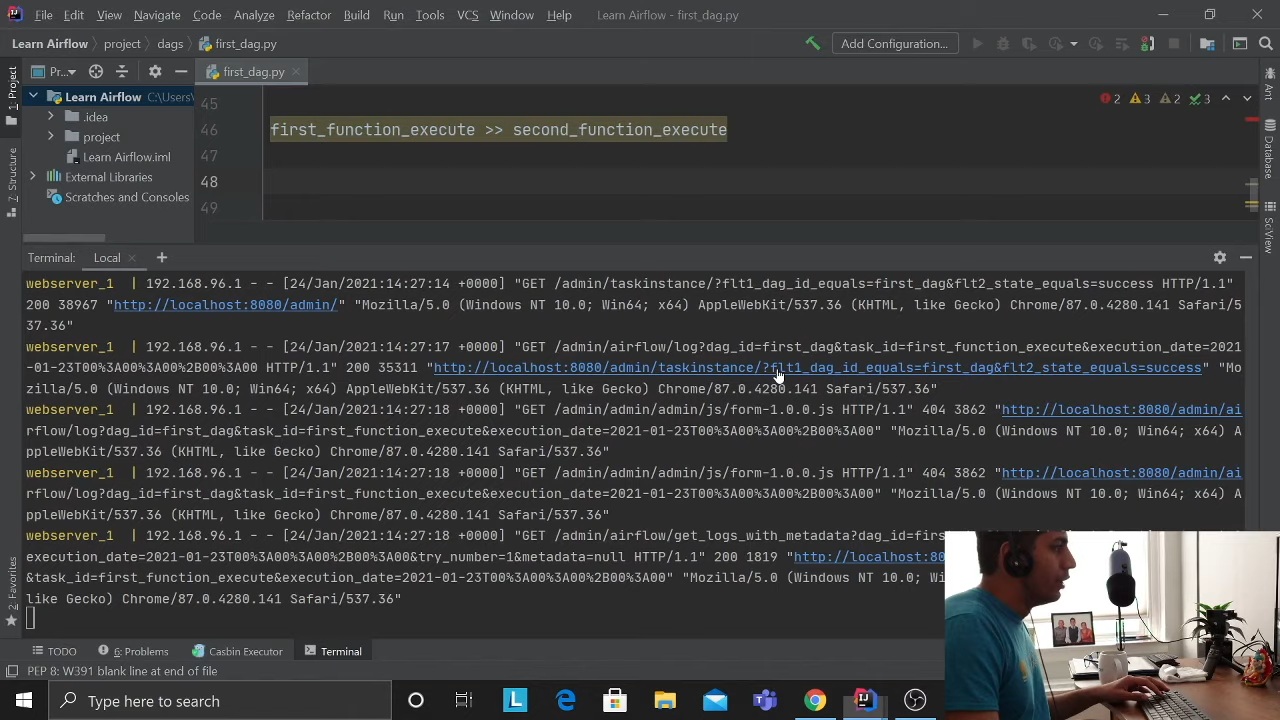 File Edit View Navigate Code Analyze Refactor Build Run Tools VCS Window Help Learn Airflow - first_dag.py
Learn Airflow project dags first_dag.py Add Configuration...
1: Project
Pr... first_dag.py
Learn Airflow C:\Users\
.idea
project
Learn Airflow.iml
External Libraries
Scratches and Consoles
45
46 first_function_execute >> second_function_execute
47
48
49
2 3 2 3
Ant
Database
SciView
7: Structure
2: Favorites
Terminal: Local
webserver_1 | 192.168.96.1 - - [24/Jan/2021:14:27:14 +0000] "GET /admin/taskinstance/?flt1_dag_id_equals=first_dag&flt2_state_equals=success HTTP/1.1"
200 38967 "http://localhost:8080/admin/" "Mozilla/5.0 (Windows NT 10.0; Win64; x64) AppleWebKit/537.36 (KHTML, like Gecko) Chrome/87.0.4280.141 Safari/5
37.36"
webserver_1 | 192.168.96.1 - - [24/Jan/2021:14:27:17 +0000] "GET /admin/airflow/log?dag_id=first_dag&task_id=first_function_execute&execution_date=2021
-01-23T00%3A00%3A00%2B00%3A00 HTTP/1.1" 200 35311 "http://localhost:8080/admin/taskinstance/?flt1_dag_id_equals=first_dag&flt2_state_equals=success" "Mo
zilla/5.0 (Windows NT 10.0; Win64; x64) AppleWebKit/537.36 (KHTML, like Gecko) Chrome/87.0.4280.141 Safari/537.36"
webserver_1 | 192.168.96.1 - - [24/Jan/2021:14:27:18 +0000] "GET /admin/admin/admin/js/form-1.0.0.js HTTP/1.1" 404 3862 "http://localhost:8080/admin/ai
rflow/log?dag_id=first_dag&task_id=first_function_execute&execution_date=2021-01-23T00%3A00%3A00%2B00%3A00" "Mozilla/5.0 (Windows NT 10.0; Win64; x64) A
ppleWebKit/537.36 (KHTML, like Gecko) Chrome/87.0.4280.141 Safari/537.36"
webserver_1 | 192.168.96.1 - - [24/Jan/2021:14:27:18 +0000] "GET /admin/admin/admin/js/form-1.0.0.js HTTP/1.1" 404 3862 "http://localhost:8080/admin/ai
rflow/log?dag_id=first_dag&task_id=first_function_execute&execution_date=2021-01-23T00%3A00%3A00%2B00%3A00" "Mozilla/5.0 (Windows NT 10.0; Win64; x64) A
ppleWebKit/537.36 (KHTML, like Gecko) Chrome/87.0.4280.141 Safari/537.36"
webserver_1 | 192.168.96.1 - - [24/Jan/2021:14:27:18 +0000] "GET /admin/airflow/get_logs_with_metadata?dag_id=firs
execution_date=2021-01-23T00%3A00%3A00%2B00%3A00&try_number=1&metadata=null HTTP/1.1" 200 1819 "http://localhost:80
&task_id=first_function_execute&execution_date=2021-01-23T00%3A00%3A00%2B00%3A00" "Mozilla/5.0 (Windows NT 10.0; Win
like Gecko) Chrome/87.0.4280.141 Safari/537.36"
TODO 6: Problems Casbin Executor Terminal
PEP 8: W391 blank line at end of file
Type here to search